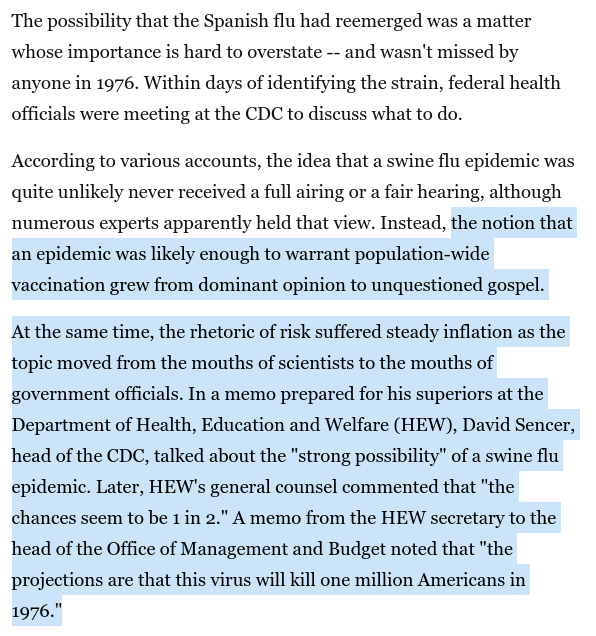 The possibility that the Spanish flu had reemerged was a matter
whose importance is hard to overstate -- and wasn't missed by
anyone in 1976. Within days of identifying the strain, federal health
officials were meeting at the CDC to discuss what to do.
According to various accounts, the idea that a swine flu epidemic was
quite unlikely never received a full airing or a fair hearing, although
numerous experts apparently held that view. Instead, the notion that
an epidemic was likely enough to warrant population-wide
vaccination grew from dominant opinion to unquestioned gospel.
At the same time, the rhetoric of risk suffered steady inflation as the
topic moved from the mouths of scientists to the mouths of
government officials. In a memo prepared for his superiors at the
Department of Health, Education and Welfare (HEW), David Sencer,
head of the CDC, talked about the "strong possibility" of a swine flu
epidemic. Later, HEW's general counsel commented that "the
chances seem to be 1 in 2." A memo from the HEW secretary to the
head of the Office of Management and Budget noted that "the
projections are that this virus will kill one million Americans in
1976."